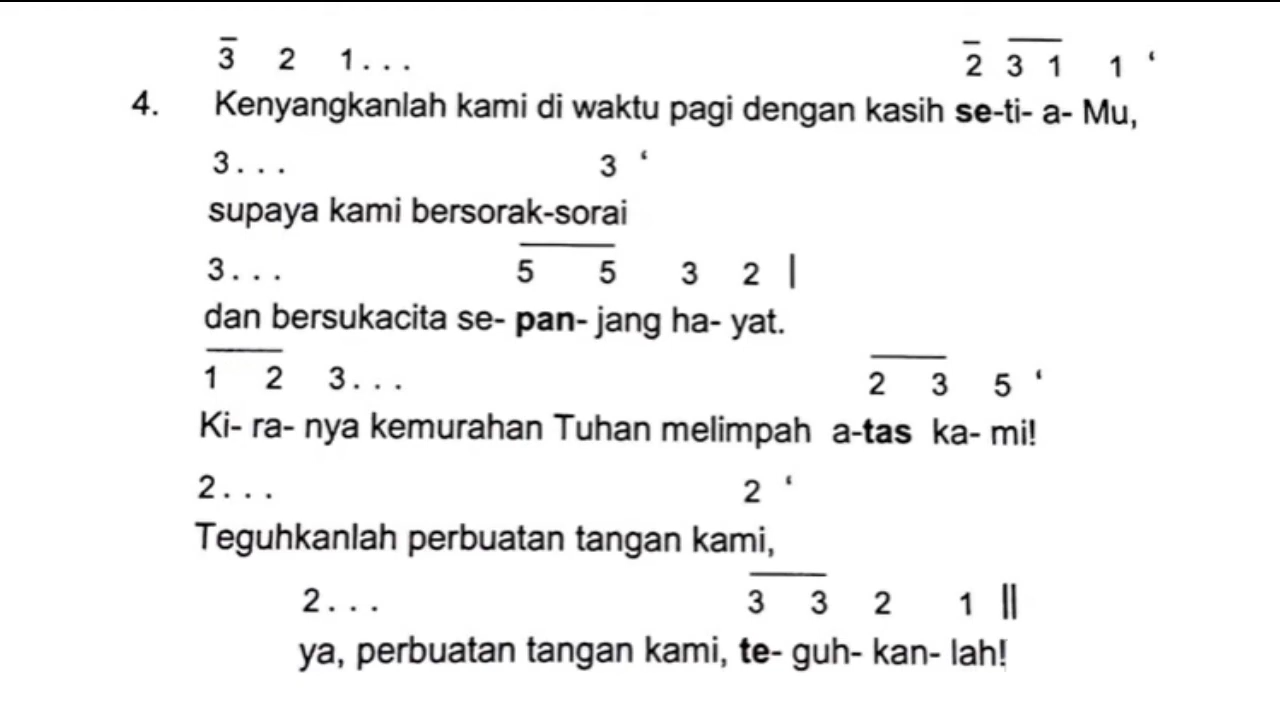 3 2 1... 2 3 1 1 ‘
4. Kenyangkanlah kami di waktu pagi dengan kasih se-ti- a- Mu,
3... 3 ‘
supaya kami bersorak-sorai
3... 5 5 3 2 |
dan bersukacita se- pan- jang ha- yat.
1 2 3... 2 3 5 ‘
Ki- ra- nya kemurahan Tuhan melimpah a-tas ka- mi!
2... 2 ‘
Teguhkanlah perbuatan tangan kami,
2... 3 3 2 1 ||
ya, perbuatan tangan kami, te- guh- kan- lah!